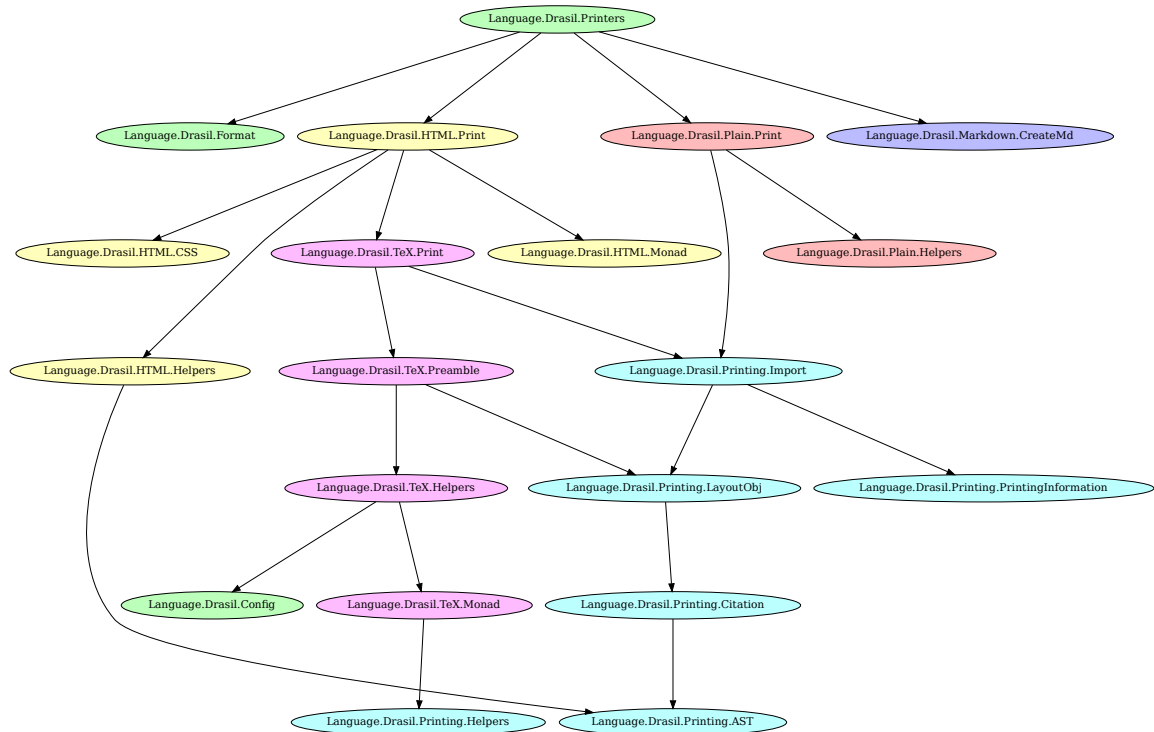 Language.Drasil.Printers
Language.Drasil.Format
Language.Drasil.HTML.Print
Language.Drasil.Plain.Print
Language.Drasil.Markdown.CreateMd
Language.Drasil.HTML.CSS
Language.Drasil.TeX.Print
Language.Drasil.HTML.Monad
Language.Drasil.Plain.Helpers
Language.Drasil.HTML.Helpers
Language.Drasil.TeX.Preamble
Language.Drasil.Printing.Import
Language.Drasil.TeX.Helpers
Language.Drasil.Printing.LayoutObj
Language.Drasil.Printing.PrintingInformation
Language.Drasil.Config
Language.Drasil.TeX.Monad
Language.Drasil.Printing.Citation
Language.Drasil.Printing.Helpers
Language.Drasil.Printing.AST